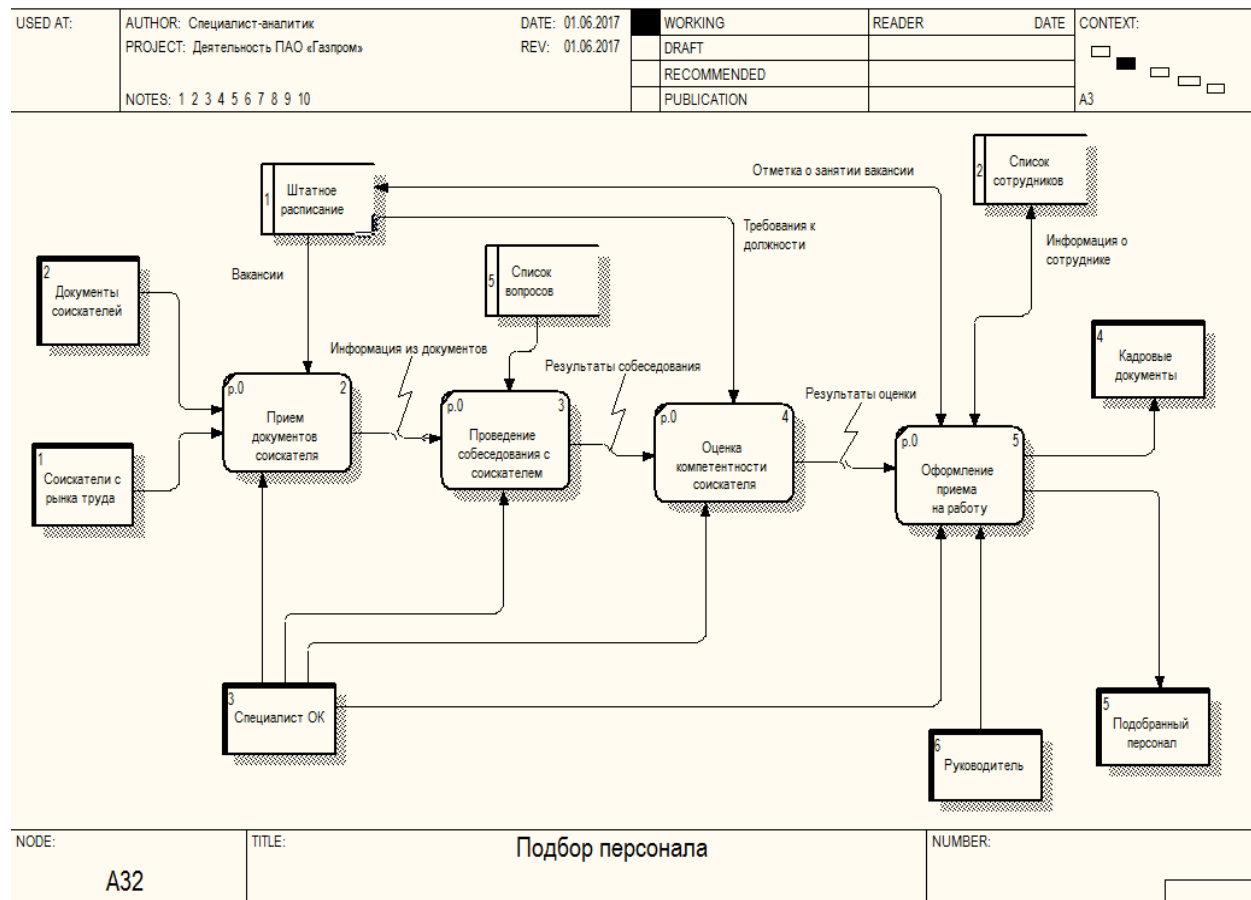 USED AT:
AUTHOR: Специалист-аналитик
DATE: 01.06.2017
PROJECT: Деятельность ПАО «Газпром»
REV: 01.06.2017
NOTES: 1 2 3 4 5 6 7 8 9 10
WORKING
DRAFT
RECOMMENDED
PUBLICATION
READER
DATE
CONTEXT:
A3
1
Штатное
расписание
Отметка о занятии вакансии
2
Список
сотрудников
Требования к
должности
Информация о
сотруднике
Вакансии
5
Список
вопросов
2
Документы
соискателей
Информация из документов
Результаты собеседования
Результаты оценки
4
Кадровые
документы
р.0
2
Прием
документов
соискателя
р.0
3
Проведение
собеседования с
соискателем
р.0
4
Оценка
компетентности
соискателя
р.0
5
Оформление
приема
на работу
1
Соискатели с
рынка труда
3
Специалист ОК
6
Руководитель
5
Подобранный
персонал
NODE:
A32
TITLE:
Подбор персонала
NUMBER: